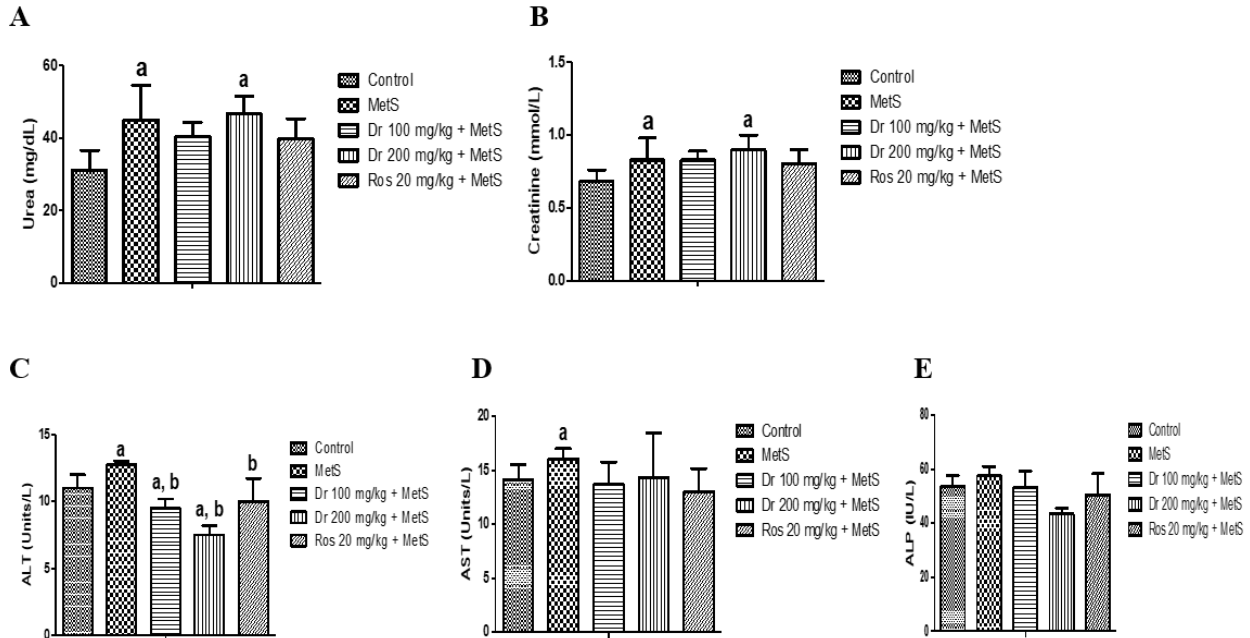 A
Urea (mg/dL)
60
40
20
0
a
a
Control
MetS
Dr 100 mg/kg + MetS
Dr 200 mg/kg + MetS
Ros 20 mg/kg + MetS
B
Creatinine (mmol/L)
1.5
1.0
0.5
0.0
a
a
Control
MetS
Dr 100 mg/kg + MetS
Dr 200 mg/kg + MetS
Ros 20 mg/kg + MetS
C
ALT (Units/L)
15
10
5
0
a
a, b
a, b
b
Control
MetS
Dr 100 mg/kg + MetS
Dr 200 mg/kg + MetS
Ros 20 mg/kg + MetS
D
AST (Units/L)
20
15
10
5
0
a
Control
MetS
Dr 100 mg/kg + MetS
Dr 200 mg/kg + MetS
Ros 20 mg/kg + MetS
E
ALP (IU/L)
80
60
40
20
0
Control
MetS
Dr 100 mg/kg + MetS
Dr 200 mg/kg + MetS
Ros 20 mg/kg + MetS